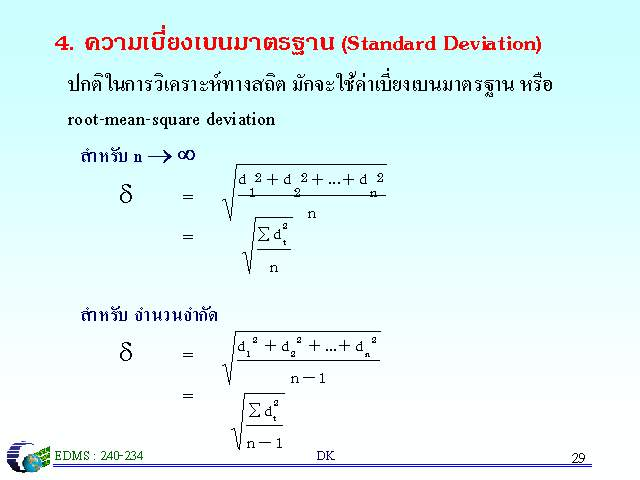 4. ความเบี่ยงเบนมาตรฐาน (Standard Deviation)
ปกติในการวิเคราะห์ทางสถิต มักจะใช้ค่าเบี่ยงเบนมาตรฐาน หรือ
root-mean-square deviation
สำหรับ n → ∞
δ = √((d₁² + d₂² + ... + dₙ²) / n)
= √(Σ dₜ² / n)
สำหรับ จำนวนจำกัด
δ = √((d₁² + d₂² + ... + dₙ²) / n − 1)
= √(Σ dₜ² / n − 1)
EDMS : 240-234 DK 29